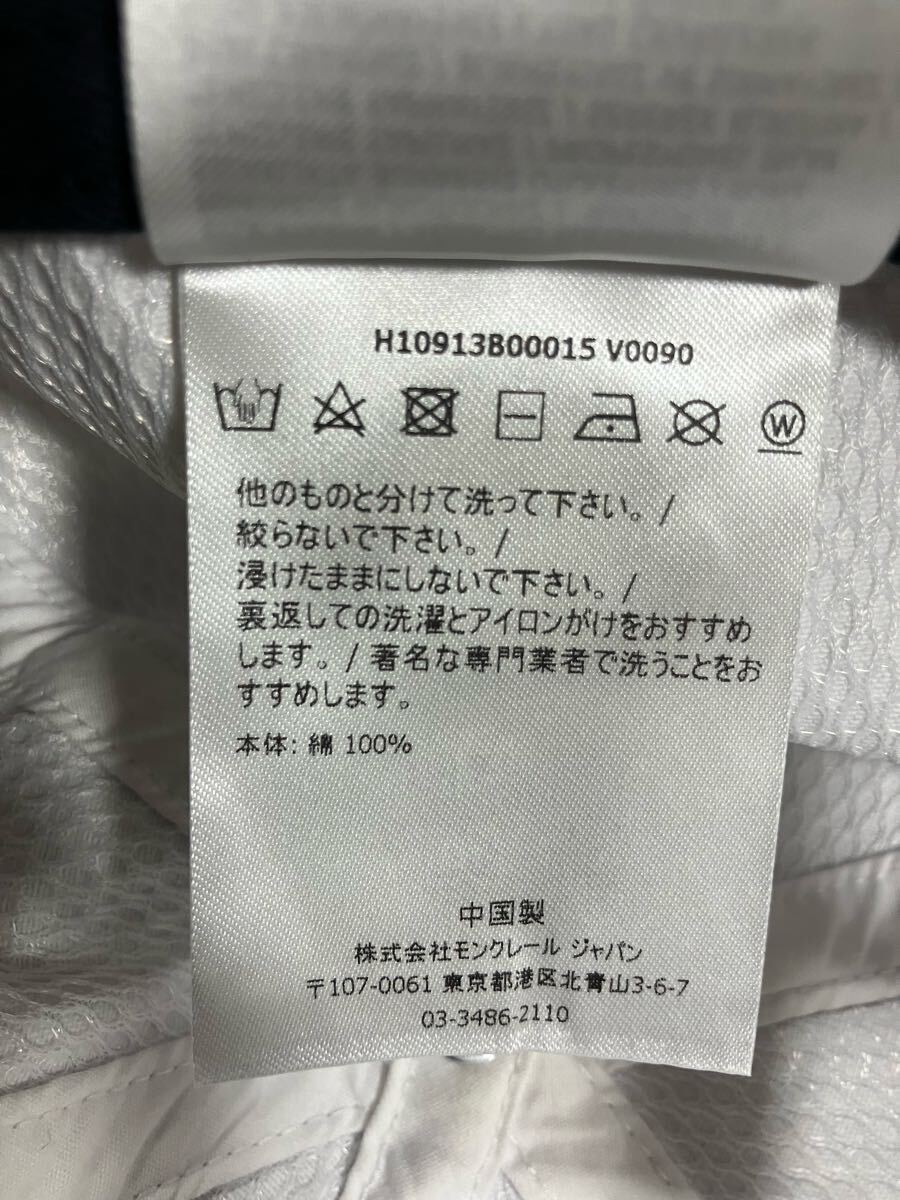 H10913B00015 V0090
W
他のものと分けて洗って下さい。/
絞らないで下さい。/
浸けたままにしないで下さい。/
裏返しての洗濯とアイロンがけをおすすめ
します。/ 著名な専門業者で洗うことをお
すすめします。
本体: 綿 100%
中国製
株式会社モンクレール ジャパン
〒107-0061 東京都港区北青山3-6-7
03-3486-2110